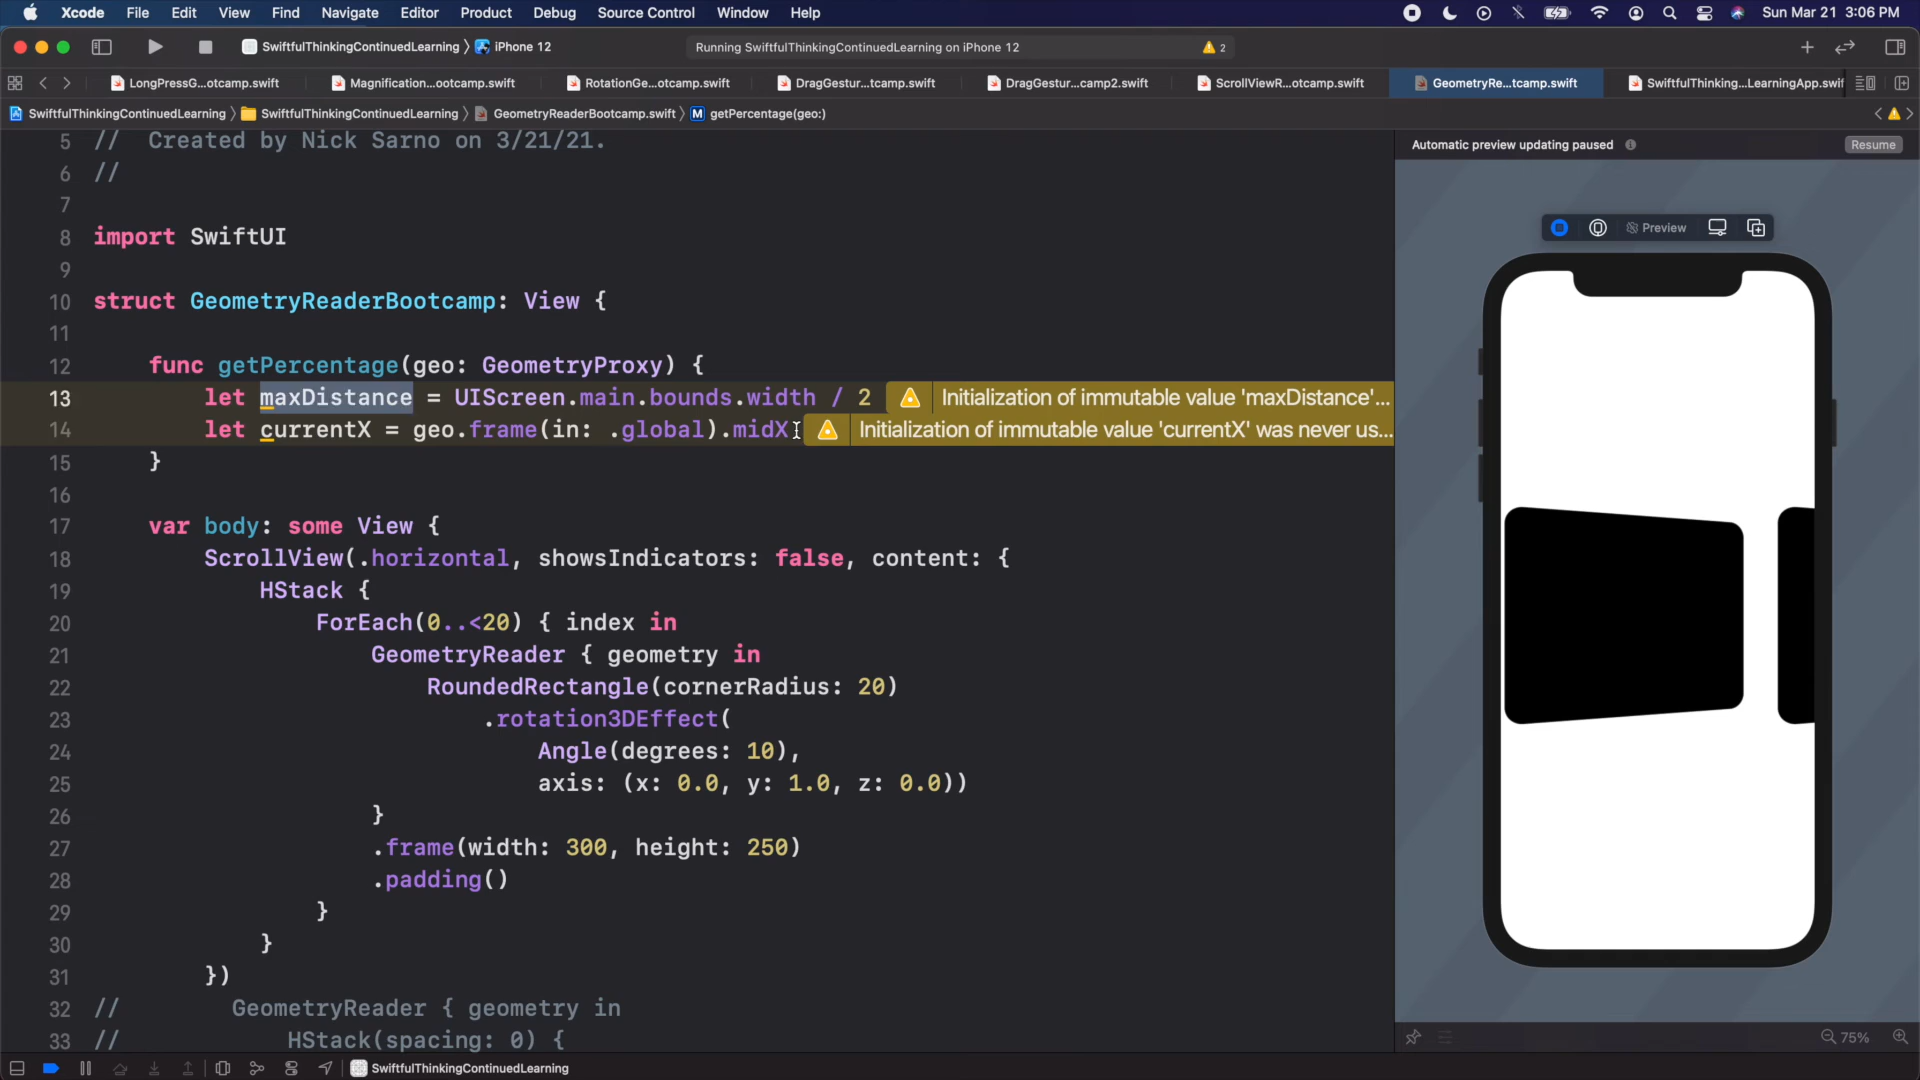 Xcode File Edit View Find Navigate Editor Product Debug Source Control Window Help Sun Mar 21 3:06 PM
SwiftfulThinkingContinuedLearning iPhone 12 Running SwiftfulThinkingContinuedLearning on iPhone 12 2
LongPressG...otcamp.swift Magnification...ootcamp.swift RotationGe...otcamp.swift DragGestur...tcamp.swift DragGestur...camp2.swift ScrollViewR...otcamp.swift GeometryRe...tcamp.swift SwiftfulThinking...LearningApp.swif
SwiftfulThinkingContinuedLearning SwiftfulThinkingContinuedLearning GeometryReaderBootcamp.swift M getPercentage(geo:)
5 // Created by Nick Sarno on 3/21/21.
6 //
7
8 import SwiftUI
9
10 struct GeometryReaderBootcamp: View {
11
12 func getPercentage(geo: GeometryProxy) {
13 let maxDistance = UIScreen.main.bounds.width / 2 Initialization of immutable value 'maxDistance'...
14 let currentX = geo.frame(in: .global).midX Initialization of immutable value 'currentX' was never us...
15 }
16
17 var body: some View {
18 ScrollView(.horizontal, showsIndicators: false, content: {
19 HStack {
20 ForEach(0..<20) { index in
21 GeometryReader { geometry in
22 RoundedRectangle(cornerRadius: 20)
23 .rotation3DEffect(
24 Angle(degrees: 10),
25 axis: (x: 0.0, y: 1.0, z: 0.0))
26 }
27 .frame(width: 300, height: 250)
28 .padding()
29 }
30 }
31 })
32 // GeometryReader { geometry in
33 // HStack(spacing: 0) {
Automatic preview updating paused Resume
Preview
75%
SwiftfulThinkingContinuedLearning